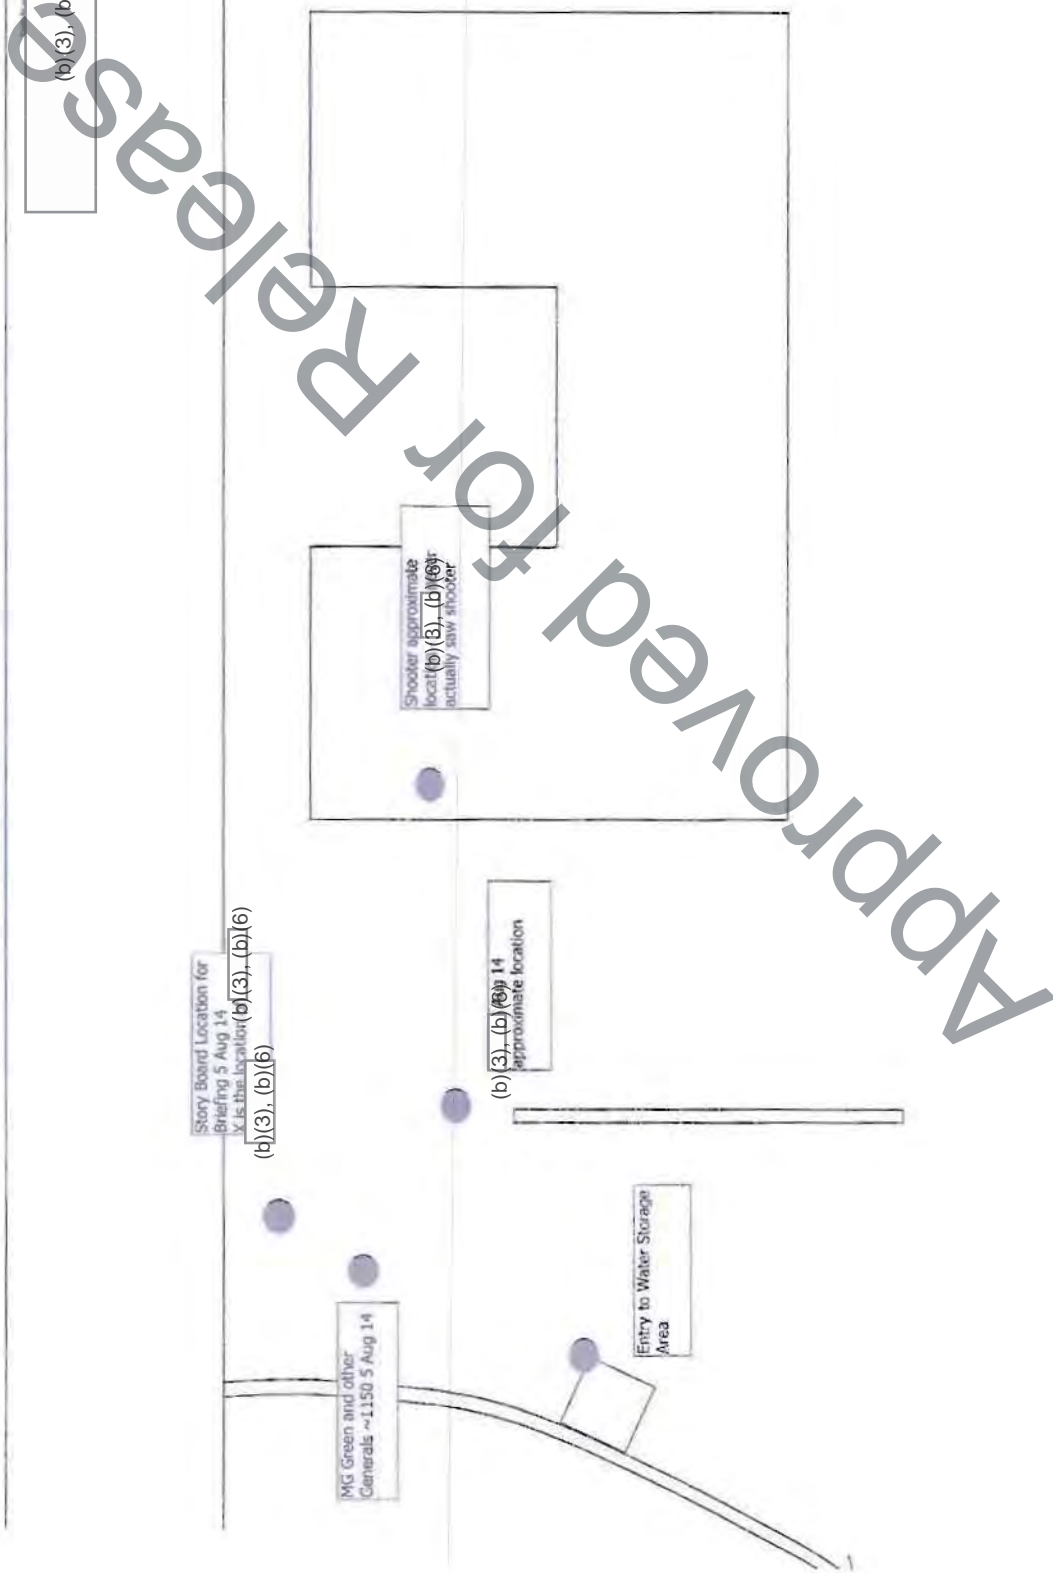 Approved for Release
(b)(3), (b)
Story Board Location for
Briefing 5 Aug 14
X is the location
(b)(3), (b)(6)
(b)(3), (b)(6)
Shooter approximate
(b)(3), (b)(6)
actually saw shooter
(b)(3), (b)(6) 14
approximate location
MG Green and other
Generals ~1150 5 Aug 14
Entry to Water Storage
Area